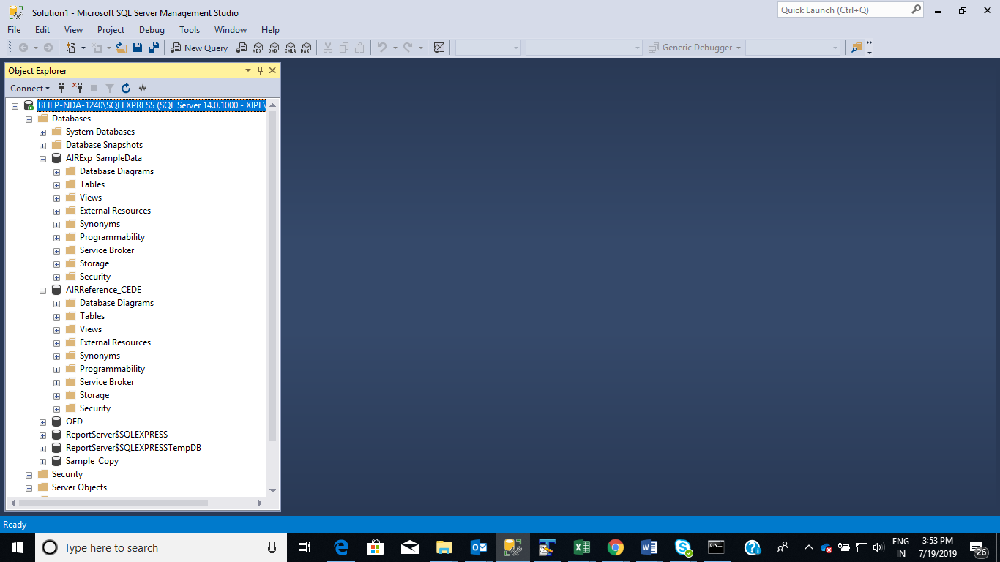 Solution1 - Microsoft SQL Server Management Studio
Quick Launch (Ctrl+Q)
File Edit View Project Debug Tools Window Help
New Query MDX DMX XMLA DAX Generic Debugger
Object Explorer
Connect
BHLP-NDA-1240\SQLEXPRESS (SQL Server 14.0.1000 - XIPL\
Databases
System Databases
Database Snapshots
AIRExp_SampleData
Database Diagrams
Tables
Views
External Resources
Synonyms
Programmability
Service Broker
Storage
Security
AIRReference_CEDE
Database Diagrams
Tables
Views
External Resources
Synonyms
Programmability
Service Broker
Storage
Security
OED
ReportServer$SQLEXPRESS
ReportServer$SQLEXPRESSTempDB
Sample_Copy
Security
Server Objects
Ready
Type here to search
ENG
IN
3:53 PM
7/19/2019
26